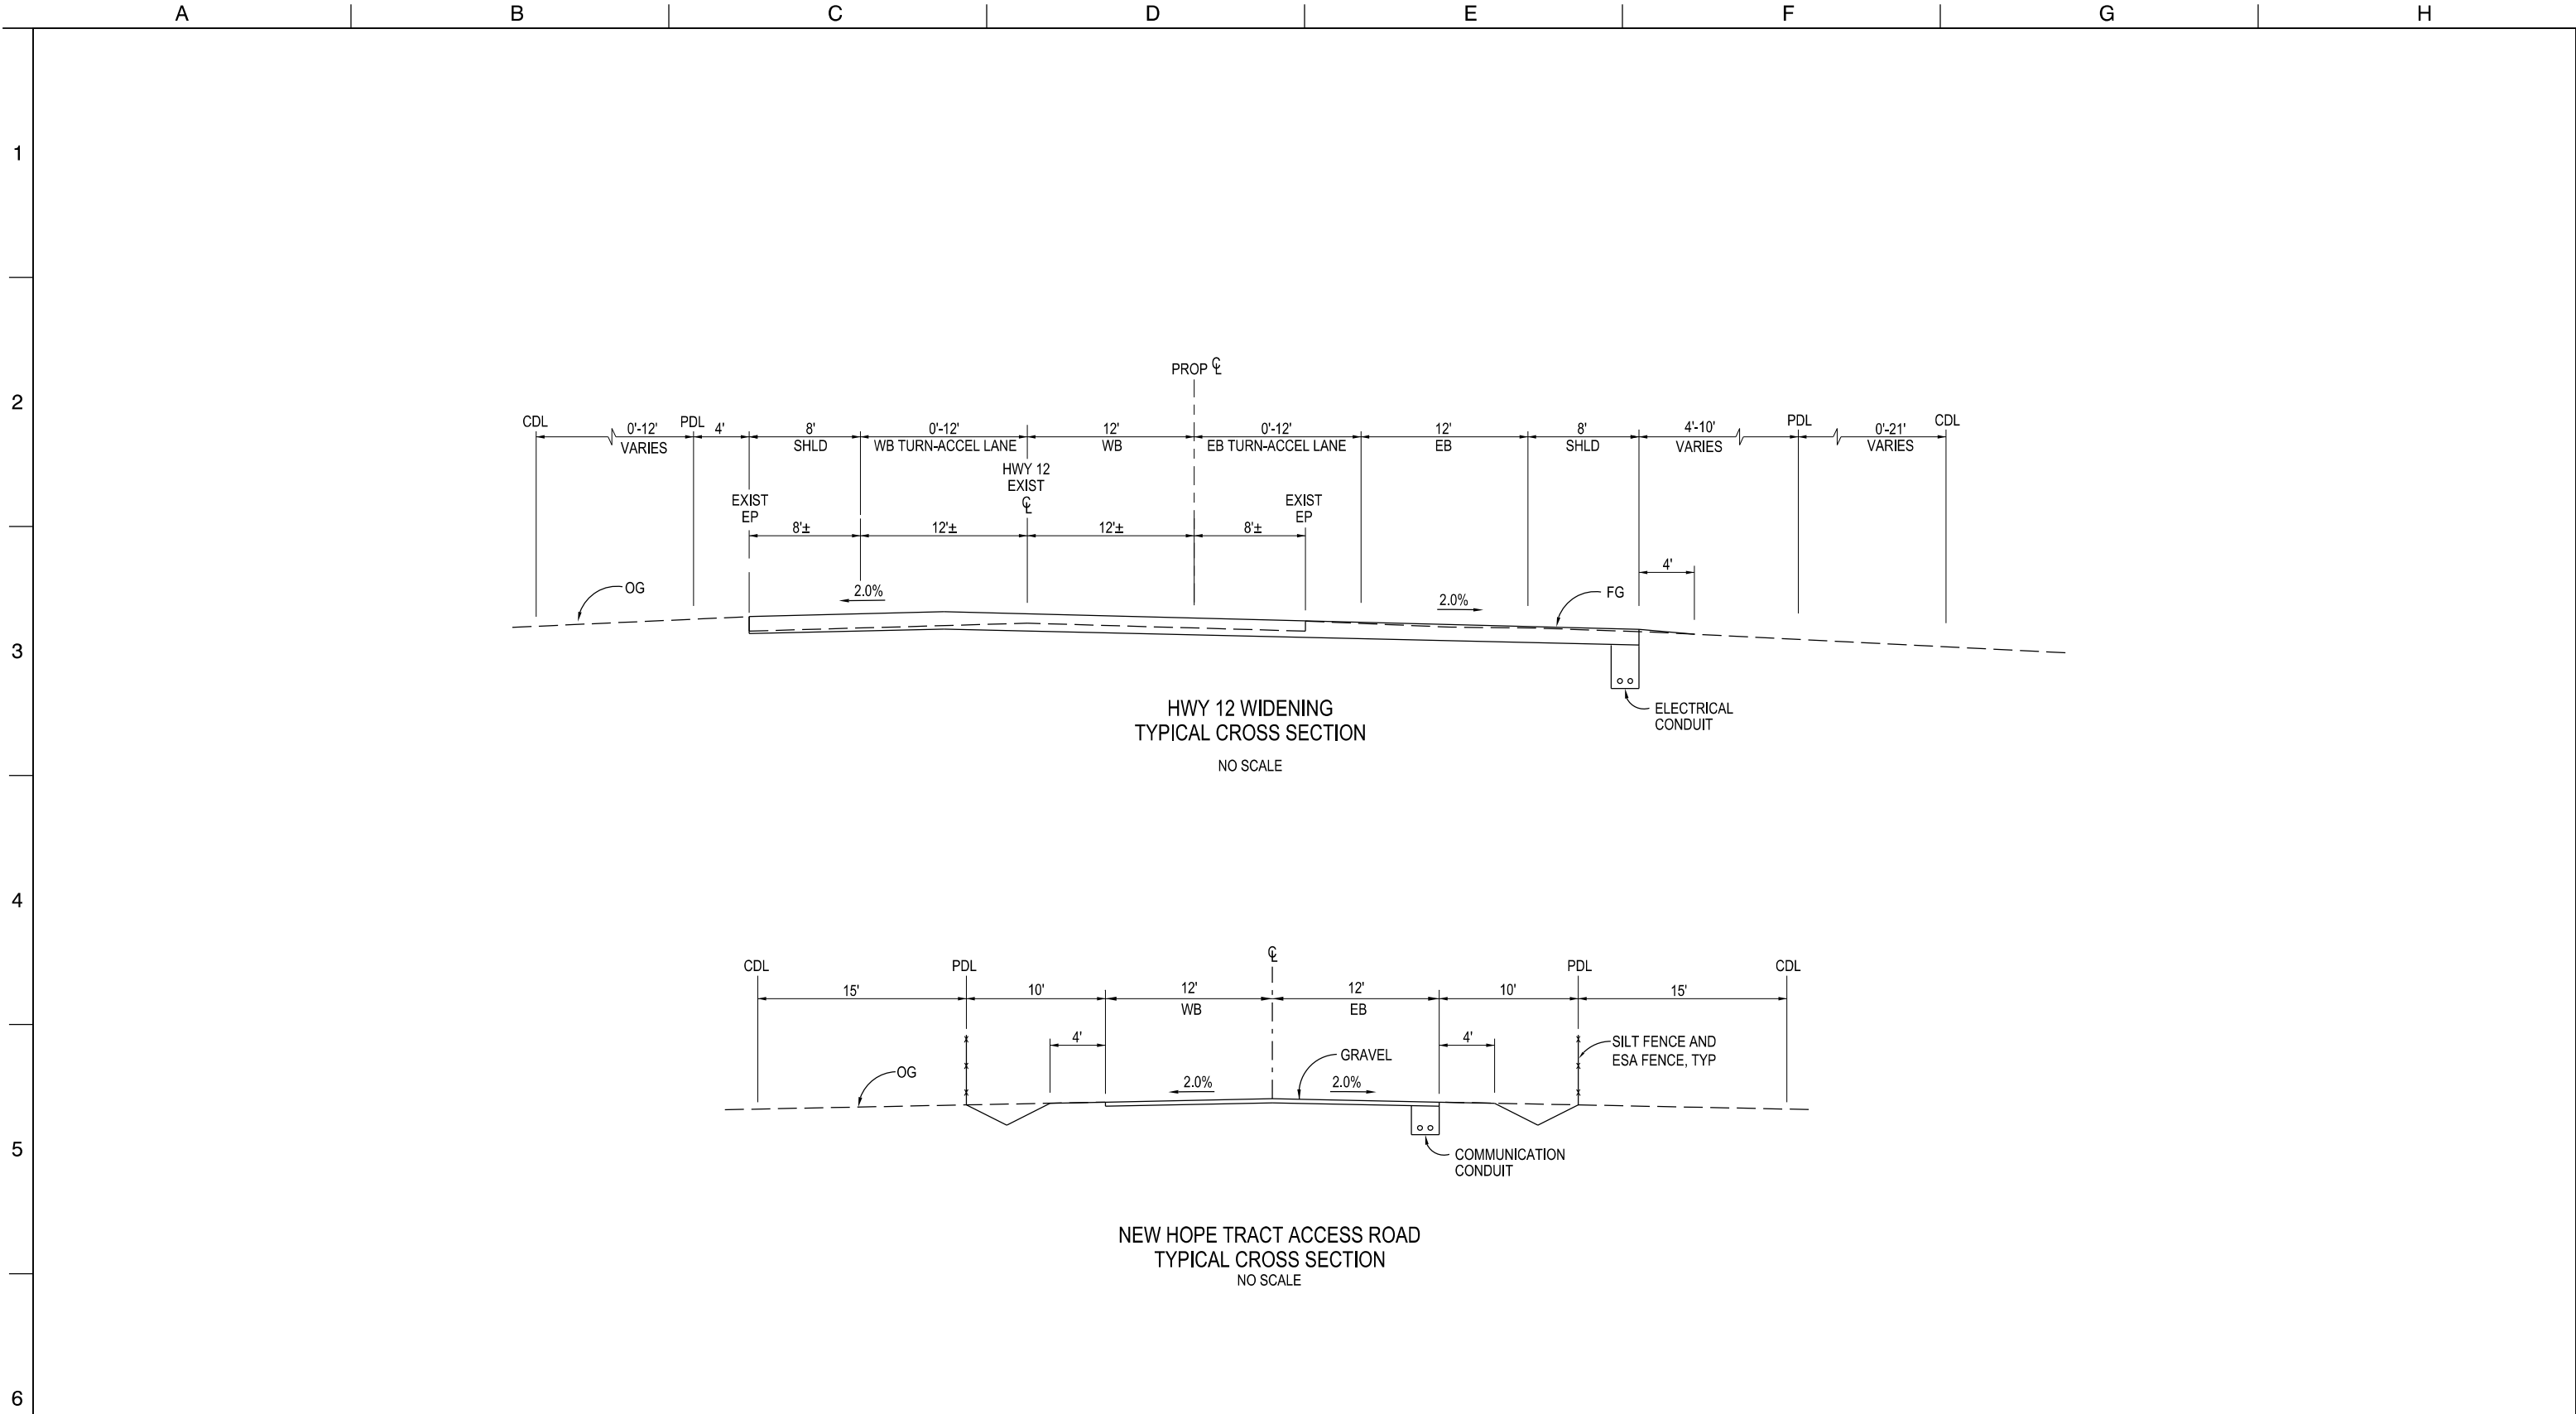 A B C D E F G H
1
2
3
4
5
6
PROP ℄
CDL 0'-12' PDL 4' 8' 0'-12' 12' 0'-12' 12' 8' 4'-10' PDL 0'-21' CDL
VARIES SHLD WB TURN-ACCEL LANE WB EB TURN-ACCEL LANE EB SHLD VARIES VARIES
HWY 12
EXIST
℄
EXIST
EP
EXIST
EP
8'± 12'± 12'± 8'±
4'
OG
2.0%
2.0%
FG
ELECTRICAL
CONDUIT
HWY 12 WIDENING
TYPICAL CROSS SECTION
NO SCALE
℄
CDL PDL PDL CDL
15' 10' 12' 12' 10' 15'
WB EB
4' 4'
SILT FENCE AND
ESA FENCE, TYP
GRAVEL
OG
2.0% 2.0%
COMMUNICATION
CONDUIT
NEW HOPE TRACT ACCESS ROAD
TYPICAL CROSS SECTION
NO SCALE